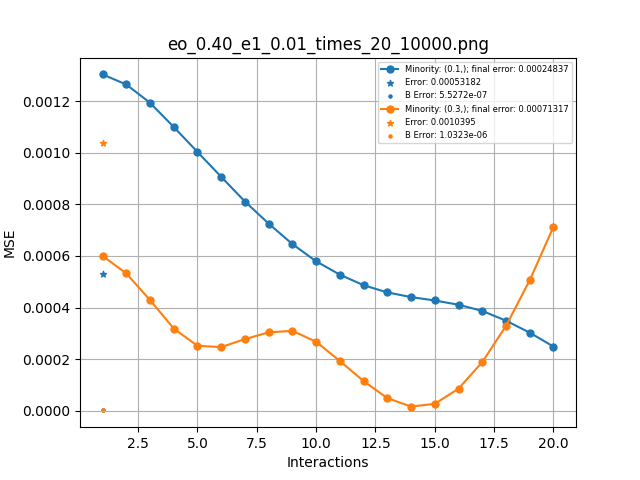 eo_0.40_e1_0.01_times_20_10000.png
Minority: (0.1,); final error: 0.00024837
Error: 0.00053182
B Error: 5.5272e-07
Minority: (0.3,); final error: 0.00071317
Error: 0.0010395
B Error: 1.0323e-06
MSE
0.0012
0.0010
0.0008
0.0006
0.0004
0.0002
0.0000
2.5 5.0 7.5 10.0 12.5 15.0 17.5 20.0
Interactions